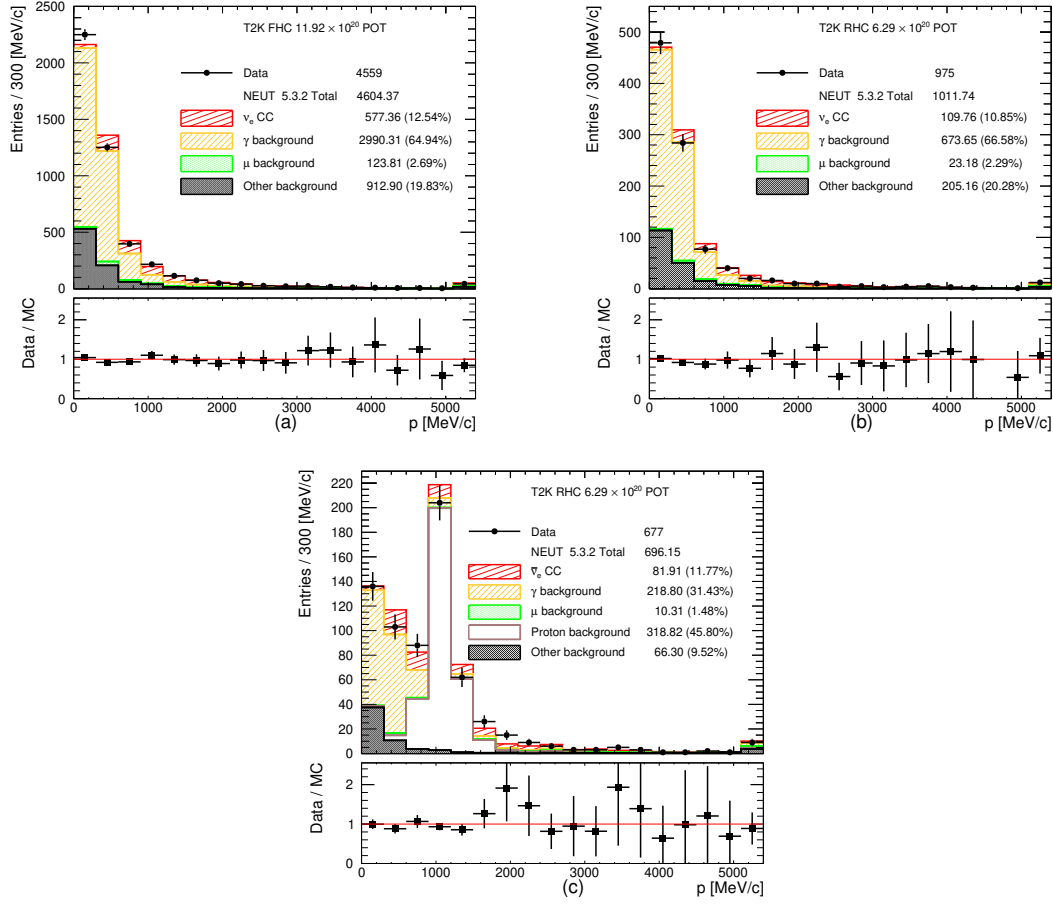 T2K FHC 11.92 × 10^20 POT
Entries / 300 [MeV/c]
Data 4559
NEUT 5.3.2 Total 4604.37
ν_e CC 577.36 (12.54%)
γ background 2990.31 (64.94%)
μ background 123.81 (2.69%)
Other background 912.90 (19.83%)
2500
2000
1500
1000
500
0
Data / MC
2
1
0
0 1000 2000 3000 4000 5000
(a) p [MeV/c]
T2K RHC 6.29 × 10^20 POT
Entries / 300 [MeV/c]
Data 975
NEUT 5.3.2 Total 1011.74
ν_e CC 109.76 (10.85%)
γ background 673.65 (66.58%)
μ background 23.18 (2.29%)
Other background 205.16 (20.28%)
500
400
300
200
100
0
Data / MC
2
1
0
0 1000 2000 3000 4000 5000
(b) p [MeV/c]
T2K RHC 6.29 × 10^20 POT
Entries / 300 [MeV/c]
Data 677
NEUT 5.3.2 Total 696.15
ν̅_e CC 81.91 (11.77%)
γ background 218.80 (31.43%)
μ background 10.31 (1.48%)
Proton background 318.82 (45.80%)
Other background 66.30 (9.52%)
220
200
180
160
140
120
100
80
60
40
20
0
Data / MC
2
1
0
0 1000 2000 3000 4000 5000
(c) p [MeV/c]